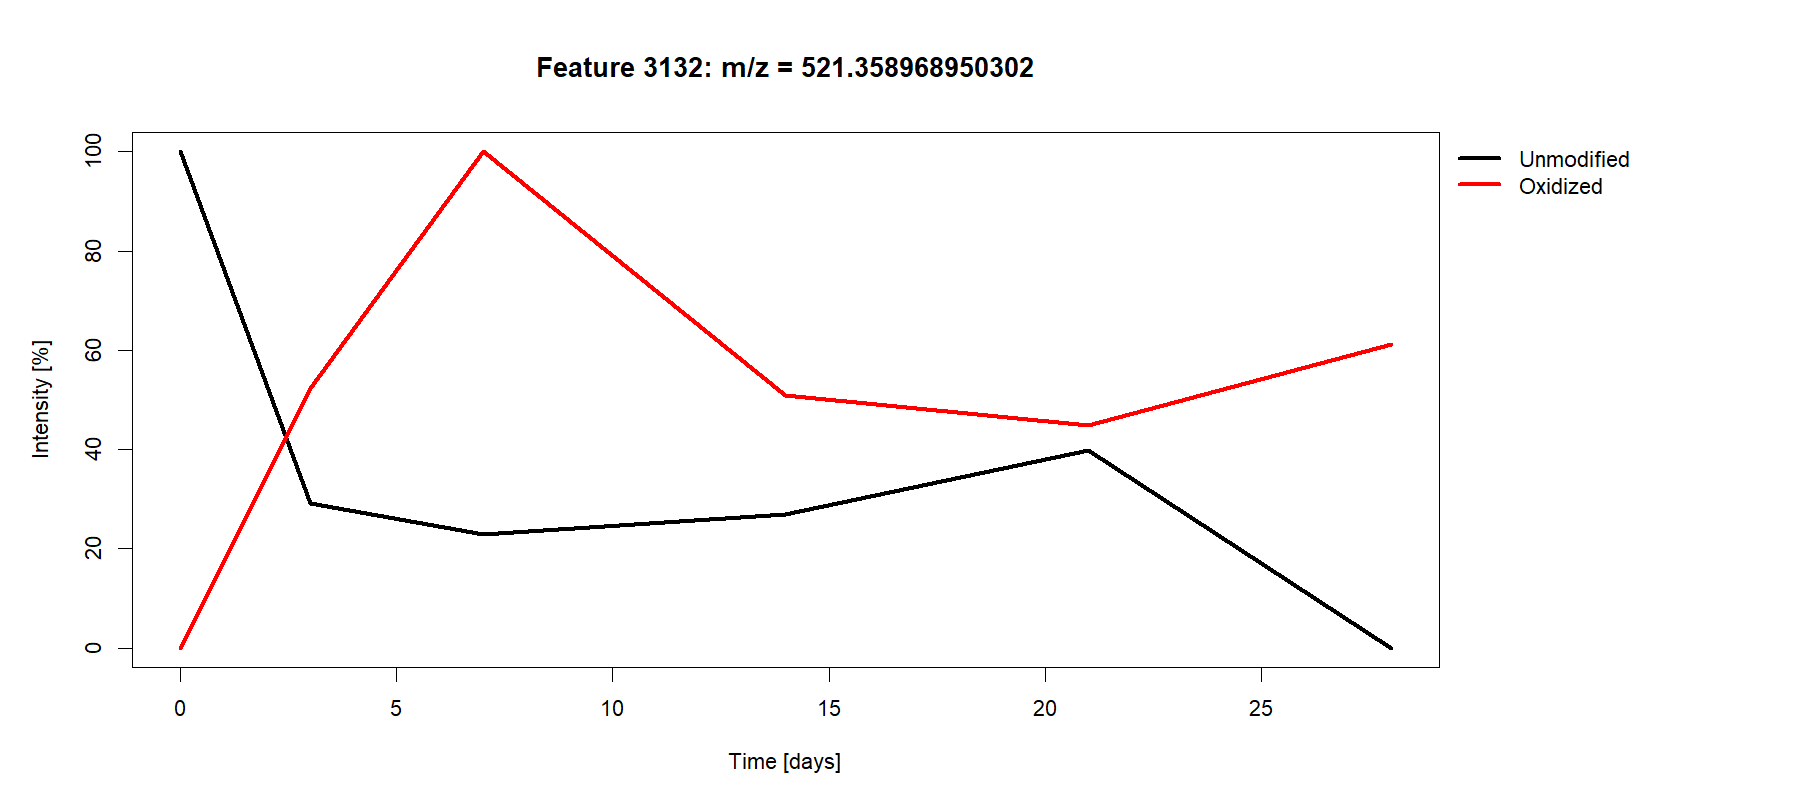 Feature 3132: m/z = 521.358968950302
Unmodified
Oxidized
Intensity [%]
100
80
60
40
20
0
0 5 10 15 20 25
Time [days]